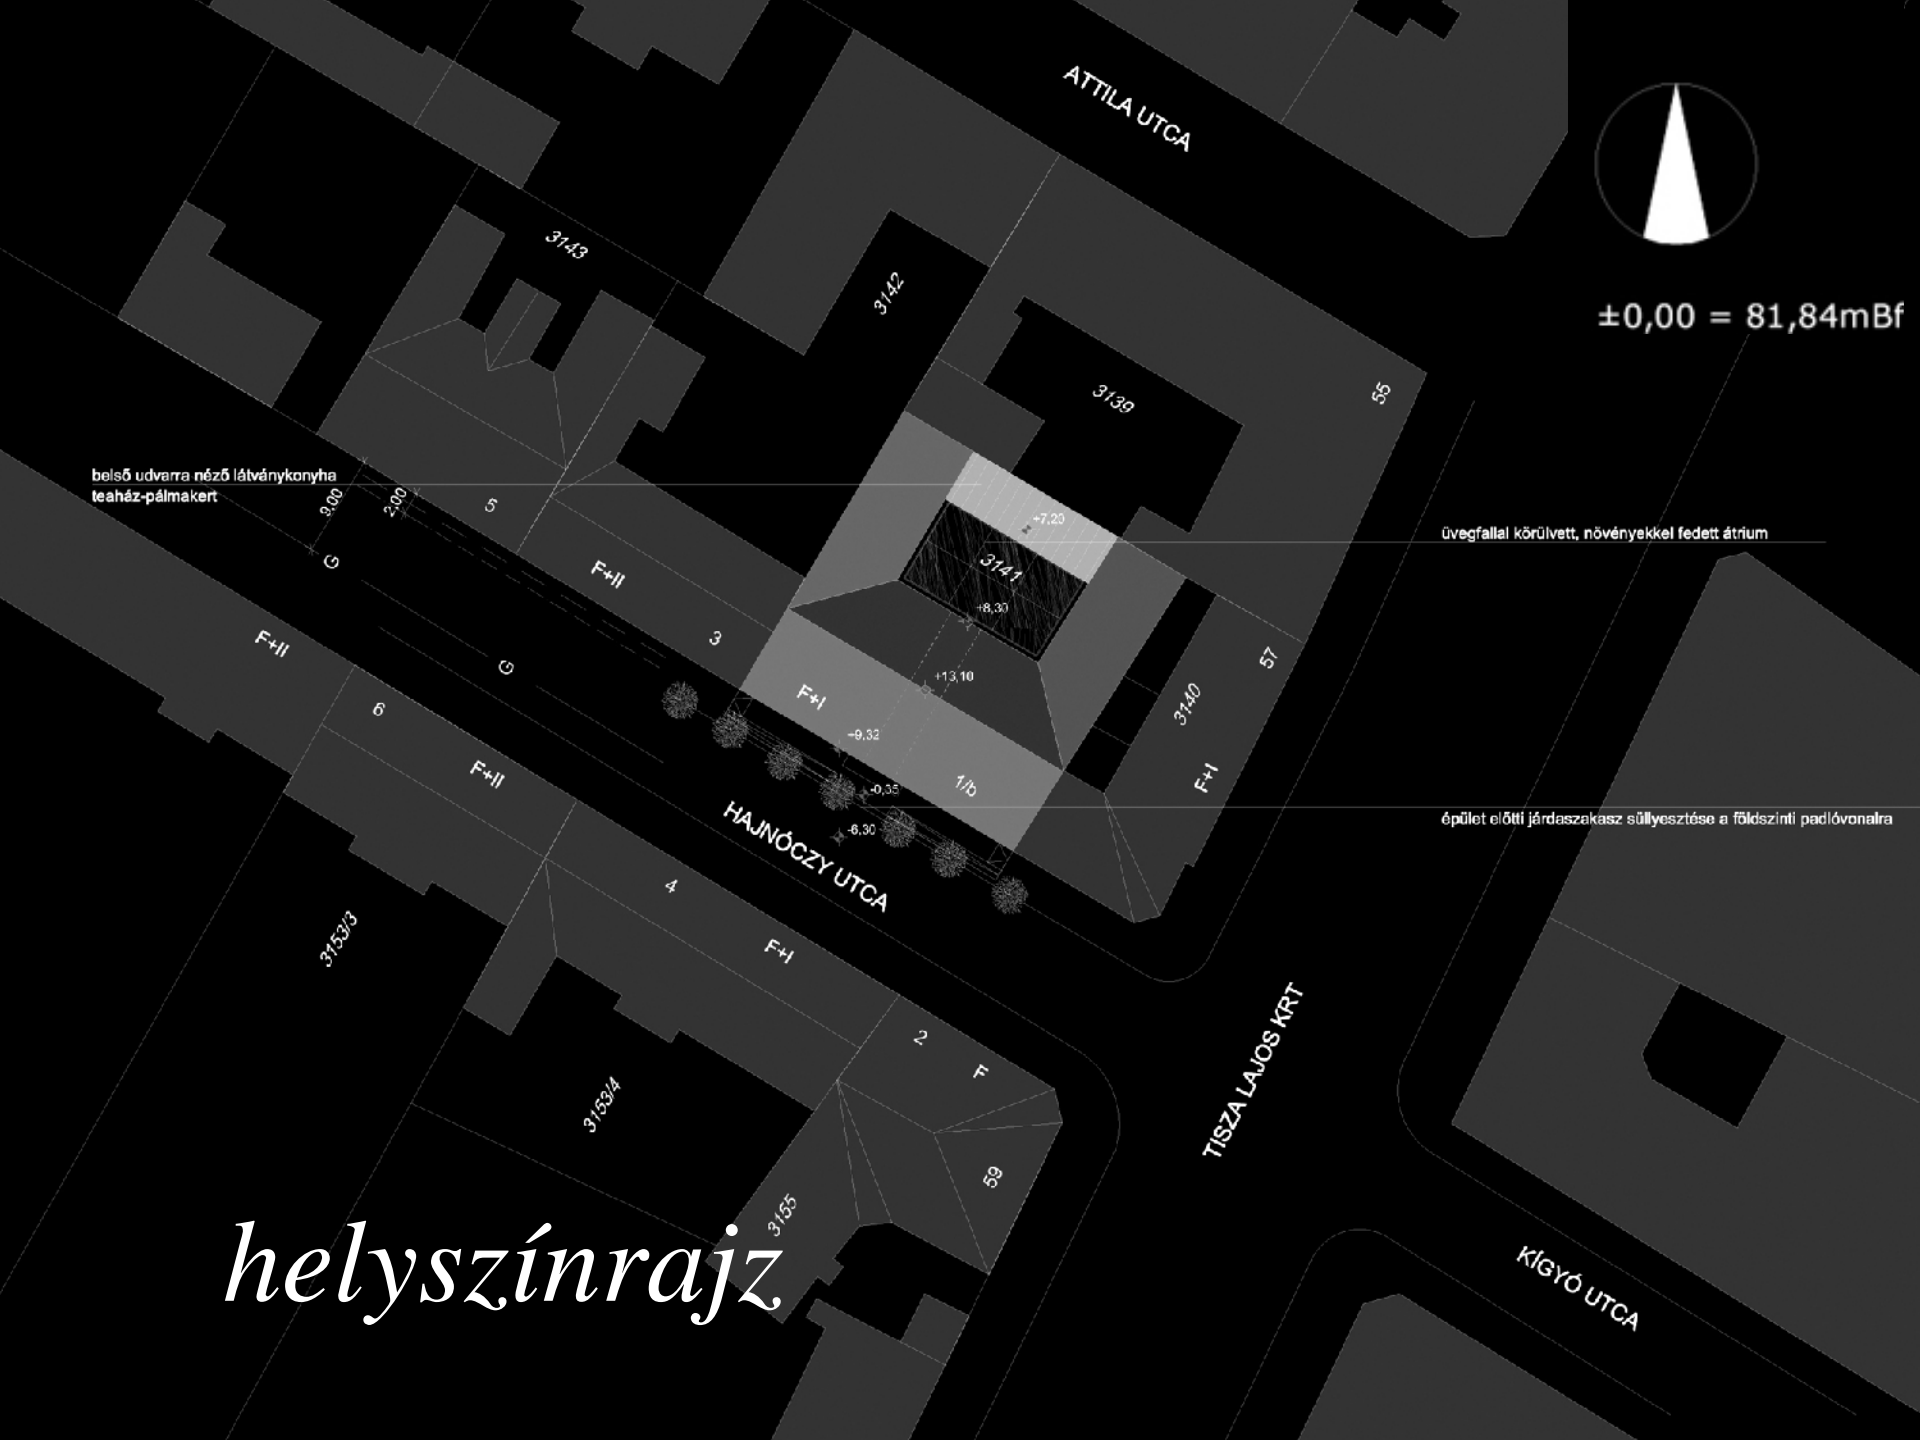 ATTILA UTCA
±0,00 = 81,84mBf
3143
3142
3139
55
belső udvarra néző látványkonyha
teaház-pálmakert
9,00
2,00
5
G
+7,20
üvegfallal körülvett, növényekkel fedett átrium
3141
F+II
+8,30
3
F+II
G
57
+13,10
3140
F+I
6
+9,32
F+II
F+I
1/b
-0,35
épület előtti járdaszakasz süllyesztése a földszinti padlóvonalra
-6,30
HAJNÓCZY UTCA
4
3153/3
F+I
2
F
TISZA LAJOS KRT
3153/4
59
3155
helyszínrajz
KÍGYÓ UTCA